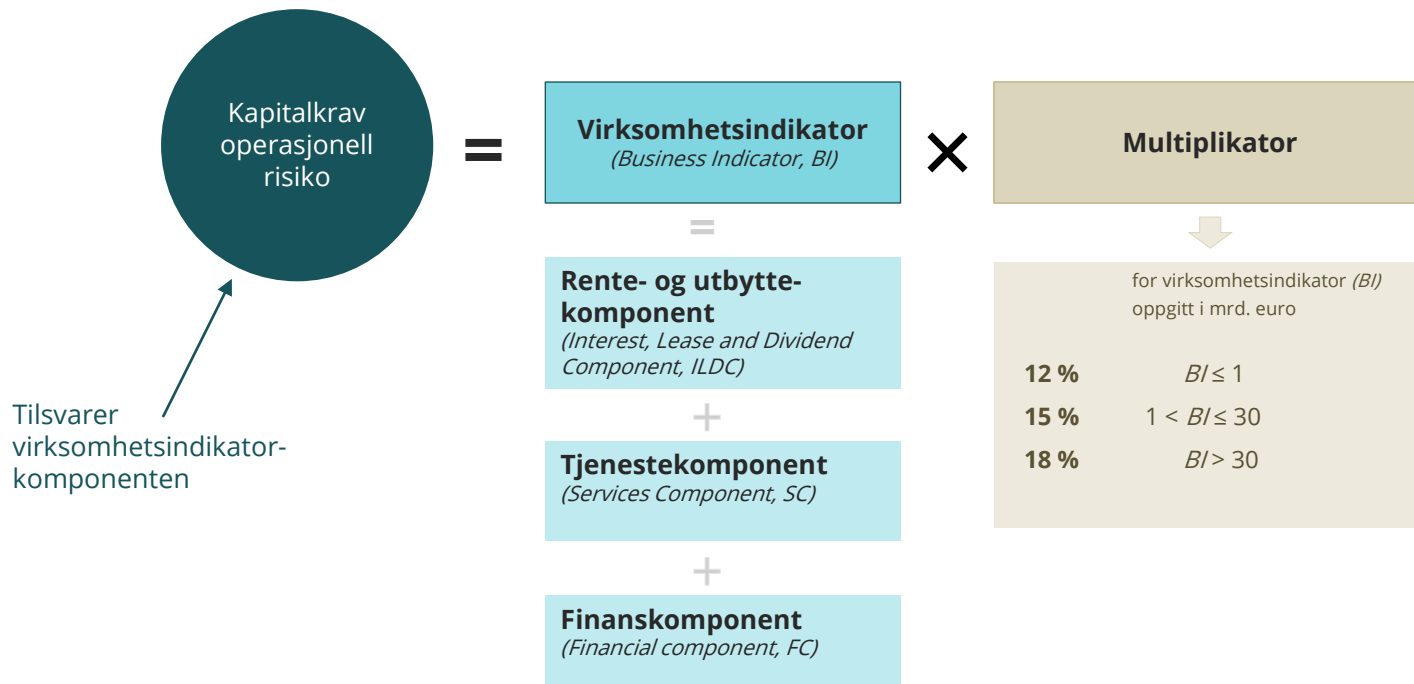 Kapitalkrav
operasjonell
risiko
=
Virksomhetsindikator
(Business Indicator, BI)
×
Multiplikator
=
Rente- og utbytte-
komponent
(Interest, Lease and Dividend
Component, ILDC)
+
Tjenestekomponent
(Services Component, SC)
+
Finanskomponent
(Financial component, FC)
for virksomhetsindikator (BI)
oppgitt i mrd. euro
12 % BI ≤ 1
15 % 1 < BI ≤ 30
18 % BI > 30
Tilsvarer
virksomhetsindikator-
komponenten